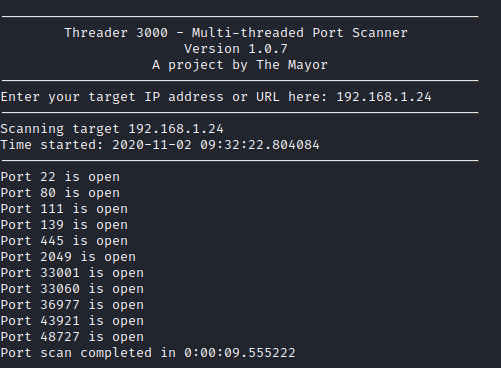 Threader 3000 - Multi-threaded Port Scanner
Version 1.0.7
A project by The Mayor
Enter your target IP address or URL here: 192.168.1.24
Scanning target 192.168.1.24
Time started: 2020-11-02 09:32:22.804084
Port 22 is open
Port 80 is open
Port 111 is open
Port 139 is open
Port 445 is open
Port 2049 is open
Port 33001 is open
Port 33060 is open
Port 36977 is open
Port 43921 is open
Port 48727 is open
Port scan completed in 0:00:09.555222